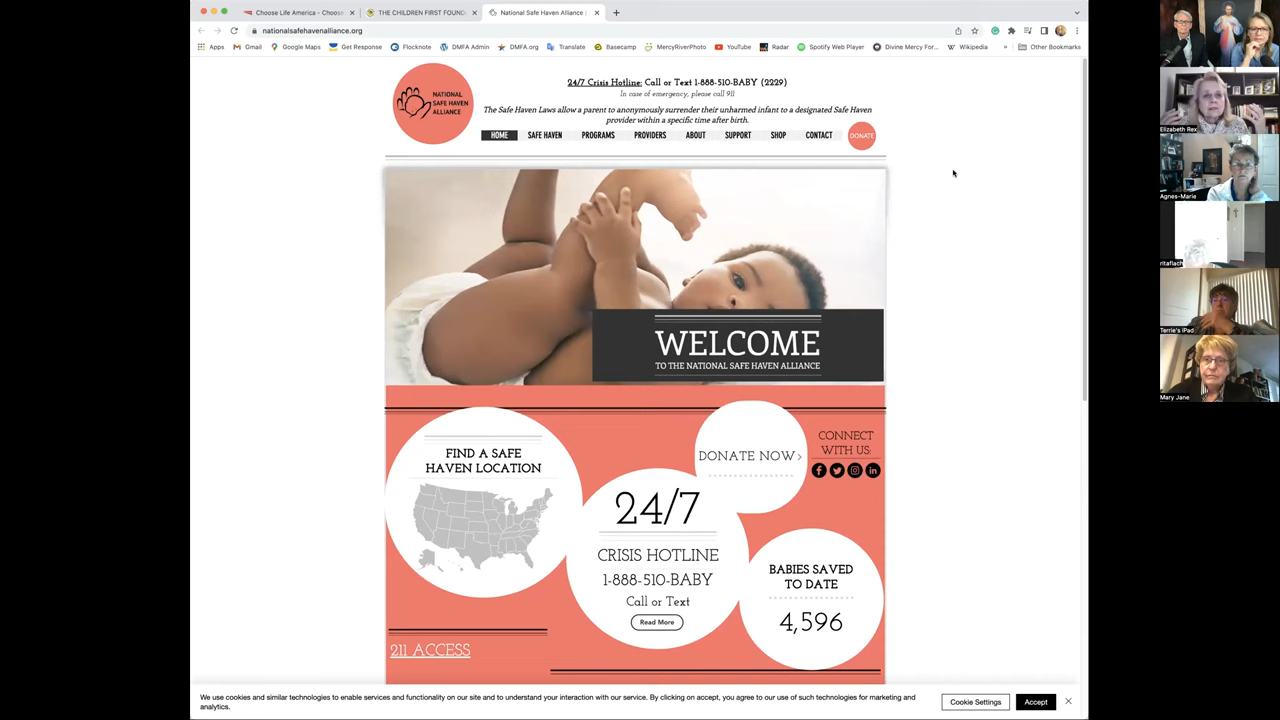 Choose Life America - Choose
THE CHILDREN FIRST FOUND
National Safe Haven Alliance |
nationalsafehavenalliance.org
Apps Gmail Google Maps Get Response Flocknote DMFA Admin DMFA.org Translate Basecamp MercyRiverPhoto YouTube Radar Spotify Web Player Divine Mercy For... Wikipedia » Other Bookmarks
NATIONAL
SAFE HAVEN
ALLIANCE
24/7 Crisis Hotline: Call or Text 1-888-510-BABY (2229)
In case of emergency, please call 911
The Safe Haven Laws allow a parent to anonymously surrender their unharmed infant to a designated Safe Haven
provider within a specific time after birth.
HOME SAFE HAVEN PROGRAMS PROVIDERS ABOUT SUPPORT SHOP CONTACT DONATE
WELCOME
TO THE NATIONAL SAFE HAVEN ALLIANCE
FIND A SAFE
HAVEN LOCATION
DONATE NOW>
CONNECT
WITH US:
24/7
CRISIS HOTLINE
1-888-510-BABY
Call or Text
Read More
BABIES SAVED
TO DATE
4,596
211 ACCESS
We use cookies and similar technologies to enable services and functionality on our site and to understand your interaction with our service. By clicking on accept, you agree to our use of such technologies for marketing and
analytics.
Cookie Settings
Accept
Elizabeth Rex
Agnes-Marie
ritaflach
Terrie's iPad
Mary Jane